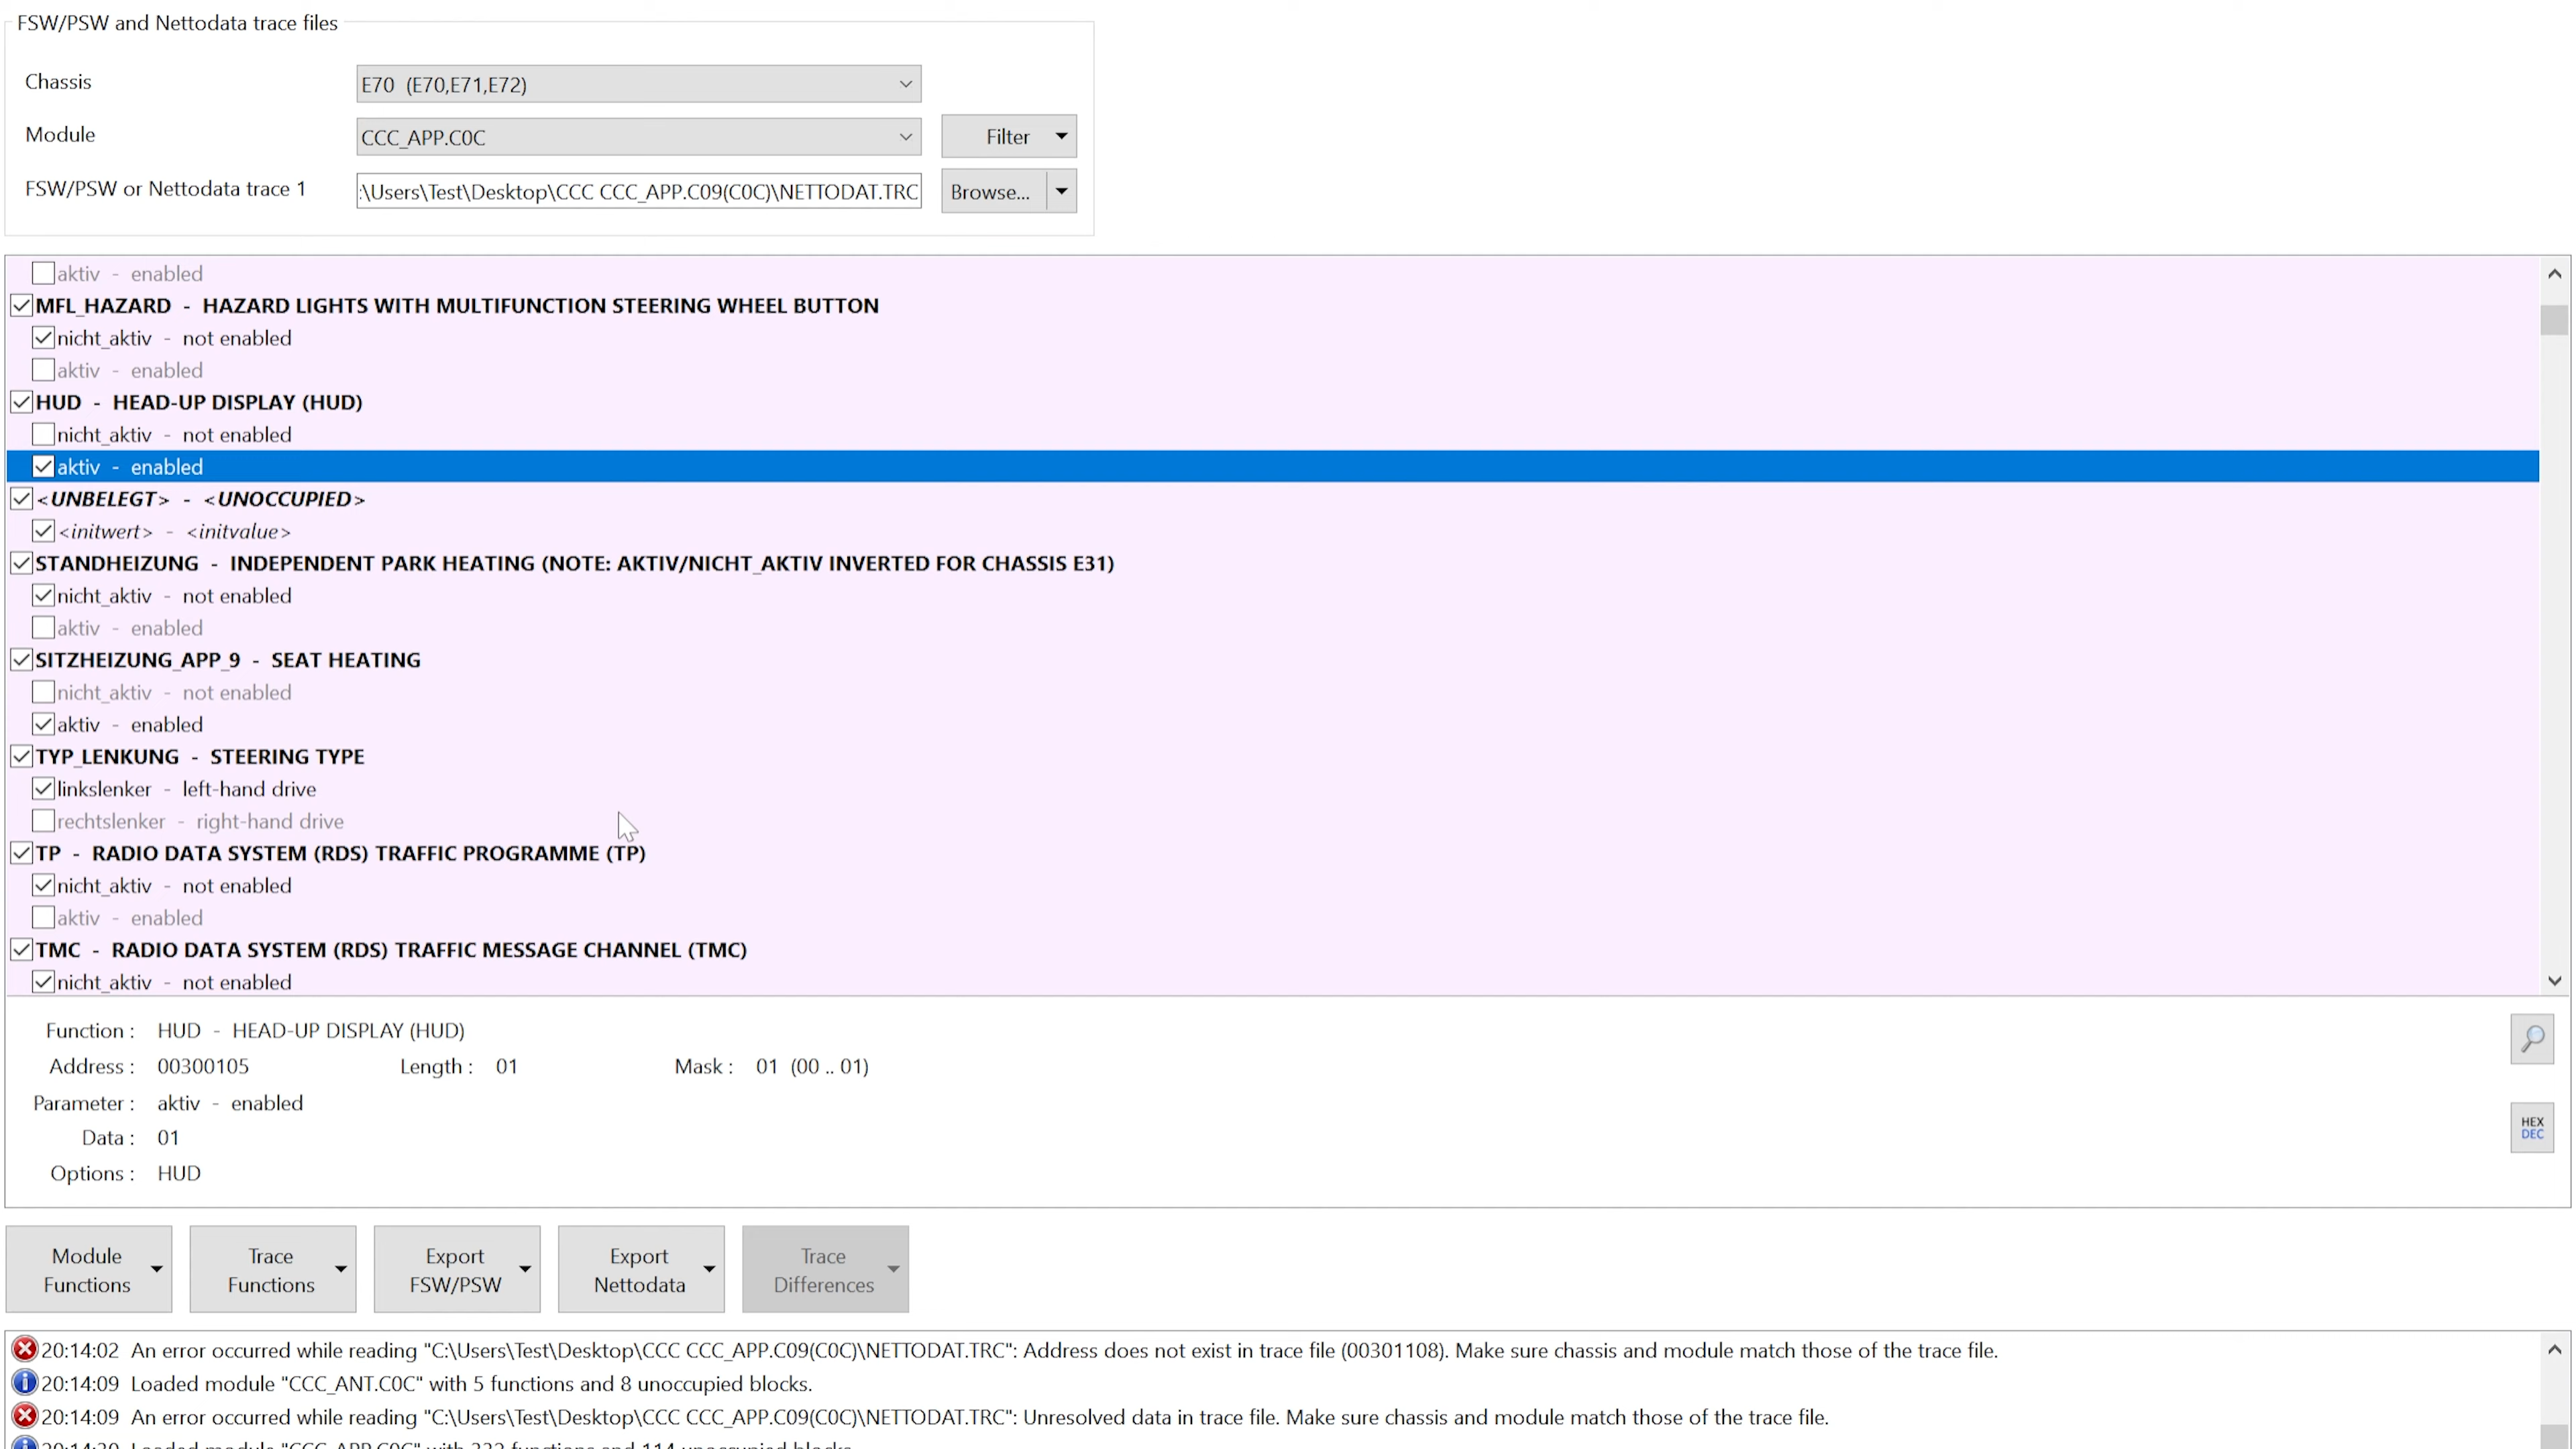 FSW/PSW and Nettodata trace files
Chassis
E70 (E70,E71,E72)
Module
CCC_APP.C0C
Filter
FSW/PSW or Nettodata trace 1
:\Users\Test\Desktop\CCC CCC_APP.C09(C0C)\NETTODAT.TRC
Browse...
aktiv - enabled
MFL_HAZARD - HAZARD LIGHTS WITH MULTIFUNCTION STEERING WHEEL BUTTON
nicht_aktiv - not enabled
aktiv - enabled
HUD - HEAD-UP DISPLAY (HUD)
nicht_aktiv - not enabled
aktiv - enabled
<UNBELEGT> - <UNOCCUPIED>
<initwert> - <initvalue>
STANDHEIZUNG - INDEPENDENT PARK HEATING (NOTE: AKTIV/NICHT_AKTIV INVERTED FOR CHASSIS E31)
nicht_aktiv - not enabled
aktiv - enabled
SITZHEIZUNG_APP_9 - SEAT HEATING
nicht_aktiv - not enabled
aktiv - enabled
TYP_LENKUNG - STEERING TYPE
linkslenker - left-hand drive
rechtslenker - right-hand drive
TP - RADIO DATA SYSTEM (RDS) TRAFFIC PROGRAMME (TP)
nicht_aktiv - not enabled
aktiv - enabled
TMC - RADIO DATA SYSTEM (RDS) TRAFFIC MESSAGE CHANNEL (TMC)
nicht_aktiv - not enabled
Function : HUD - HEAD-UP DISPLAY (HUD)
Address : 00300105 Length : 01 Mask : 01 (00 .. 01)
Parameter : aktiv - enabled
Data : 01
Options : HUD
HEX
DEC
Module
Functions
Trace
Functions
Export
FSW/PSW
Export
Nettodata
Trace
Differences
20:14:02 An error occurred while reading "C:\Users\Test\Desktop\CCC CCC_APP.C09(C0C)\NETTODAT.TRC": Address does not exist in trace file (00301108). Make sure chassis and module match those of the trace file.
20:14:09 Loaded module "CCC_ANT.C0C" with 5 functions and 8 unoccupied blocks.
20:14:09 An error occurred while reading "C:\Users\Test\Desktop\CCC CCC_APP.C09(C0C)\NETTODAT.TRC": Unresolved data in trace file. Make sure chassis and module match those of the trace file.
Loaded module "CCC_APP.C0C" with functions and unoccupied blocks